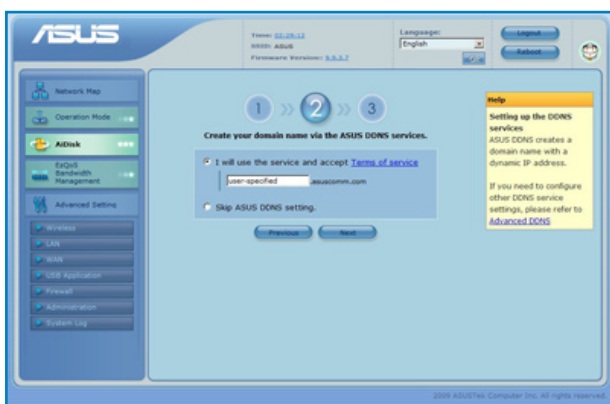 ASUS
Time: 02:29:12
SSID: ASUS
Firmware Version:
Language:
English
Logout
Reboot
Network Map
Operation Mode
AiDisk
EzQoS
Bandwidth
Management
Advanced Setting
Wireless
LAN
WAN
USB Application
Firewall
Administration
System Log
1 » 2 » 3
Create your domain name via the ASUS DDNS services.
I will use the service and accept Terms of service
user-specified .asuscomm.com
Skip ASUS DDNS setting.
Previous
Next
Help
Setting up the DDNS
services
ASUS DDNS creates a
domain name with a
dynamic IP address.
If you need to configure
other DDNS service
settings, please refer to
Advanced DDNS
2009 ASUSTek Computer Inc. All rights reserved.